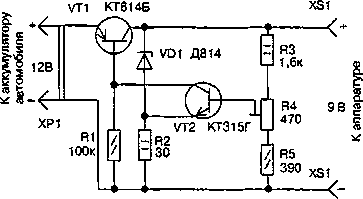 VT1 КТ814Б
XS1
+
+
К аккумулятору
автомобиля
12В
VD1 Д814
R3
1,6к
−
XP1
R4
470
9 В
К аппаратуре
VT2 КТ315Г
R1
100к
R2
30
R5
390
XS1
−